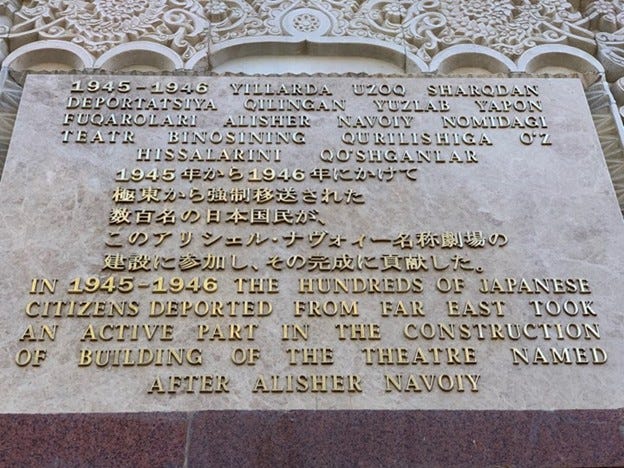 1945-1946 YILLARDA UZOQ SHARQDAN
DEPORTATSIYA QILINGAN YUZLAB YAPON
FUQAROLARI ALISHER NAVOIY NOMIDAGI
TEATR BINOSINING QURILISHIGA O'Z
HISSALARINI QO'SHGANLAR
1945年から1946年にかけて
極東から強制移送された
数百名の日本国民が、
このアリシェル・ナヴォィー名称劇場の
建設に参加し、その完成に貢献した。
IN 1945-1946 THE HUNDREDS OF JAPANESE
CITIZENS DEPORTED FROM FAR EAST TOOK
AN ACTIVE PART IN THE CONSTRUCTION
OF BUILDING OF THE THEATRE NAMED
AFTER ALISHER NAVOIY